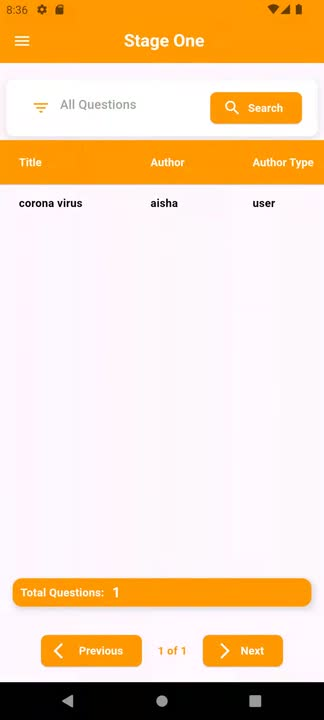 8:36
Stage One
All Questions
Search
Title Author Author Type
corona virus aisha user
Total Questions: 1
Previous 1 of 1 Next